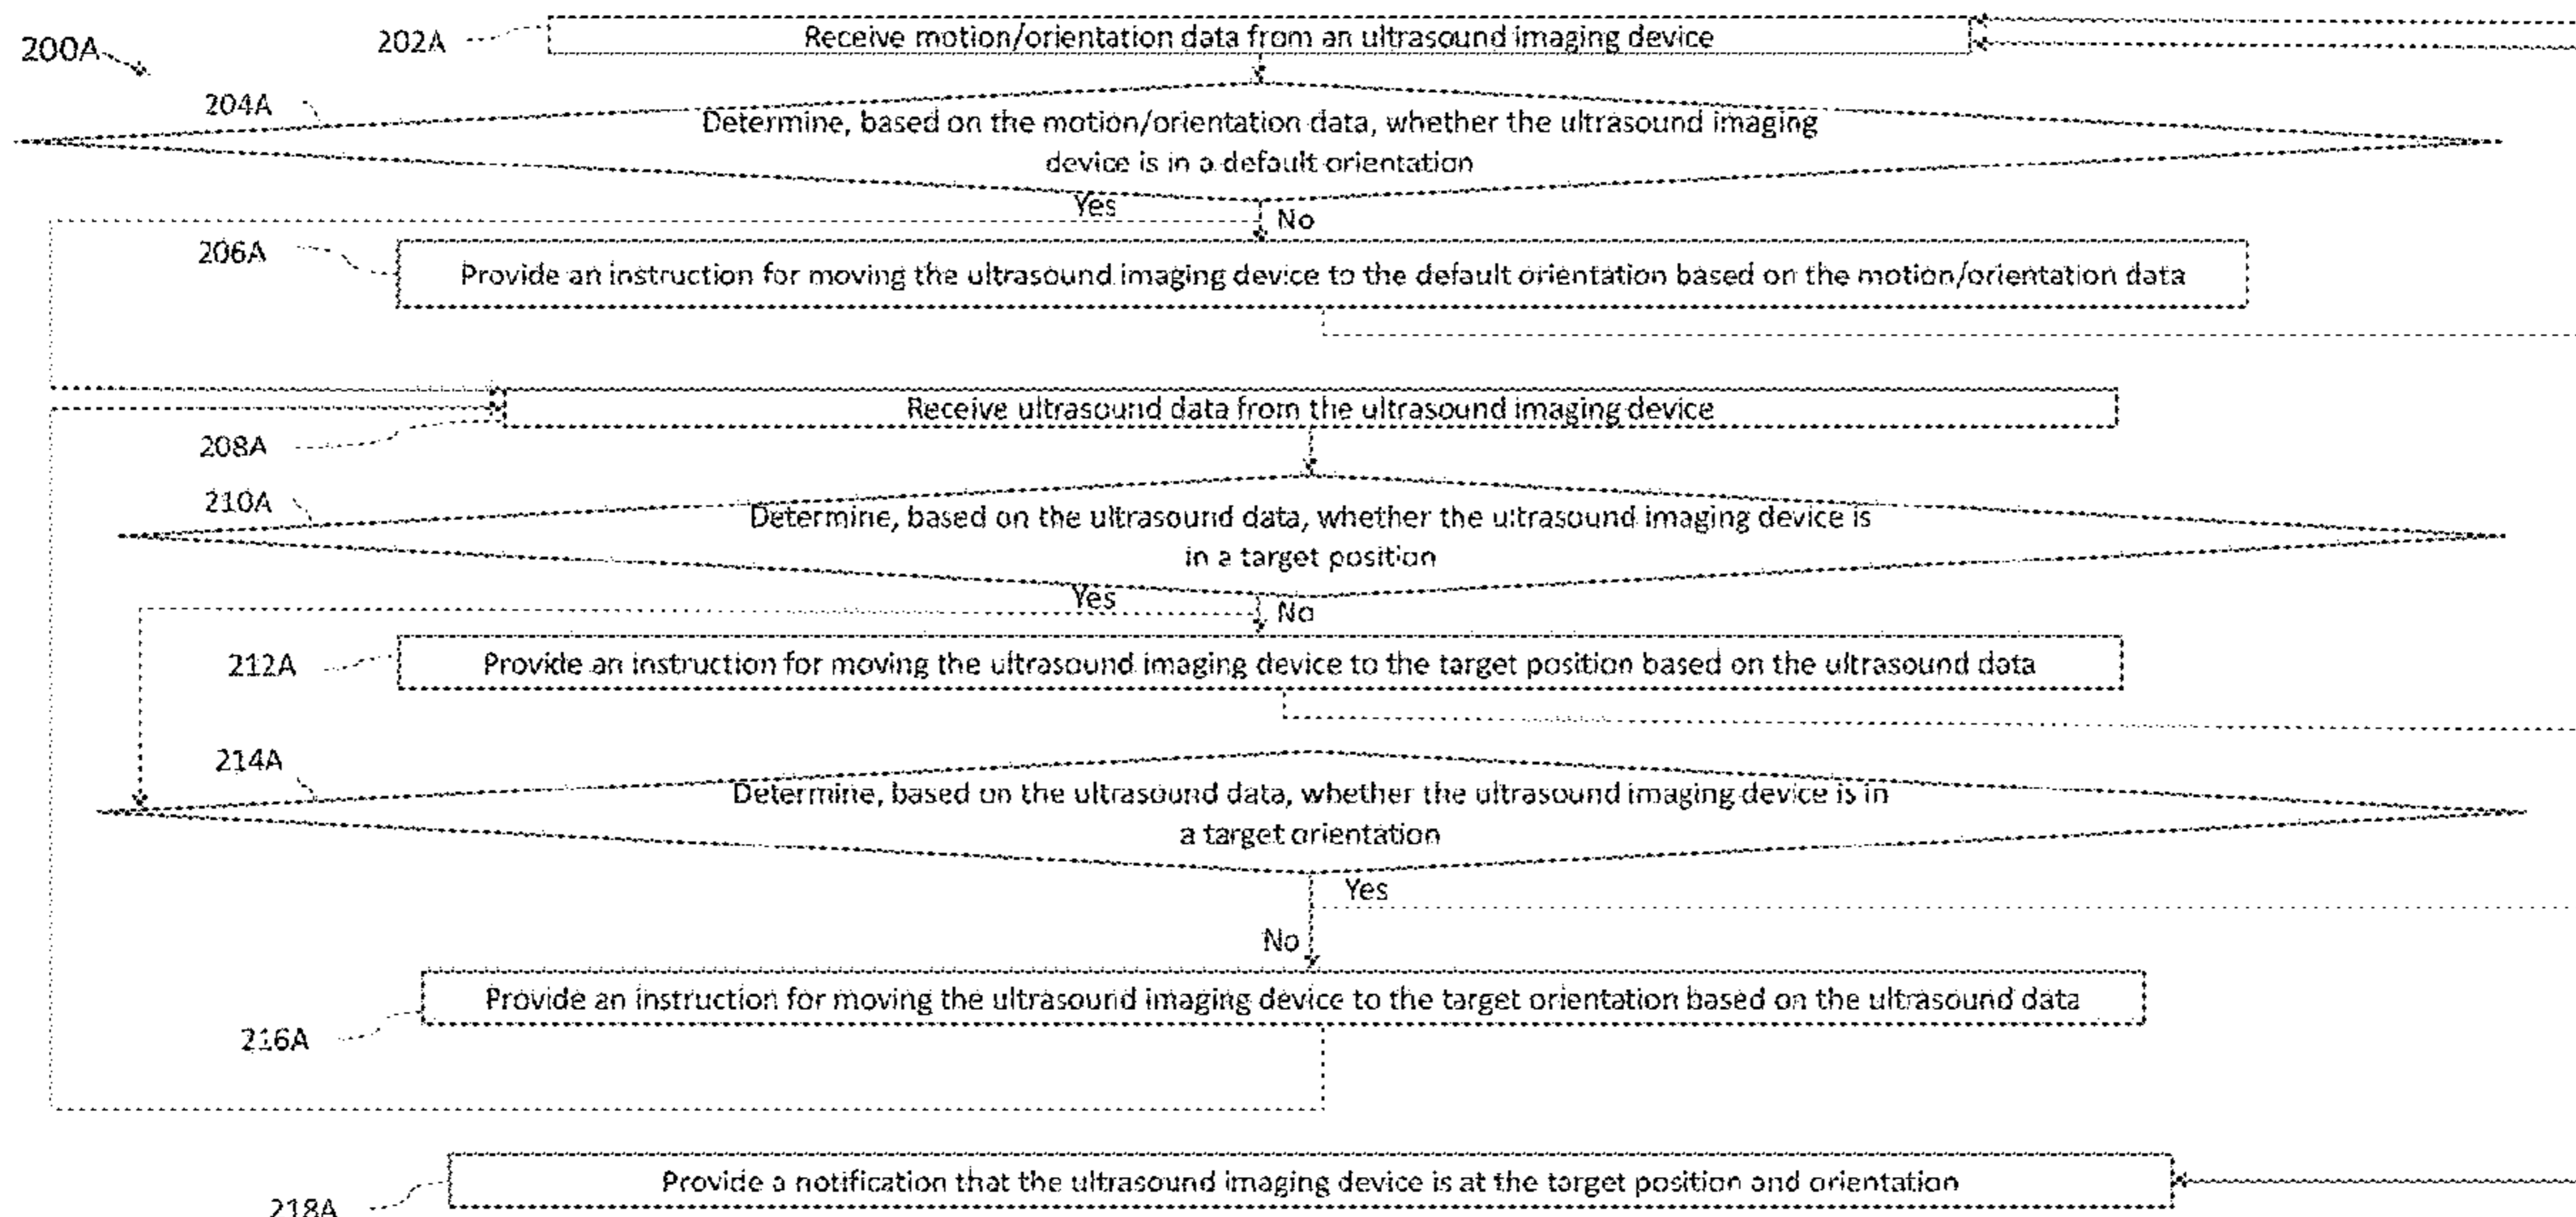 200A
202A
Receive motion/orientation data from an ultrasound imaging device
204A
Determine, based on the motion/orientation data, whether the ultrasound imaging
device is in a default orientation
Yes
No
206A
Provide an instruction for moving the ultrasound imaging device to the default orientation based on the motion/orientation data
Receive ultrasound data from the ultrasound imaging device
208A
210A
Determine, based on the ultrasound data, whether the ultrasound imaging device is
in a target position
Yes
No
212A
Provide an instruction for moving the ultrasound imaging device to the target position based on the ultrasound data
214A
Determine, based on the ultrasound data, whether the ultrasound imaging device is in
a target orientation
Yes
No
Provide an instruction for moving the ultrasound imaging device to the target orientation based on the ultrasound data
216A
Provide a notification that the ultrasound imaging device is at the target position and orientation
218A